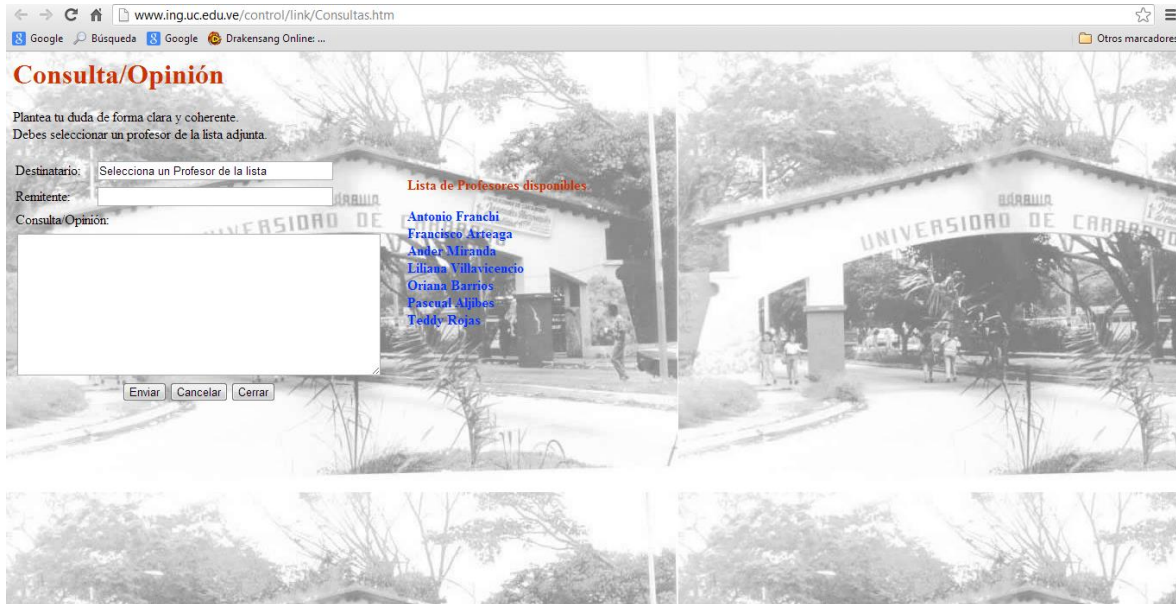 www.ing.uc.edu.ve/control/link/Consultas.htm
Google Búsqueda Google Drakensang Online: ... Otros marcadores
Consulta/Opinión
Plantea tu duda de forma clara y coherente.
Debes seleccionar un profesor de la lista adjunta.
Destinatario: Selecciona un Profesor de la lista
Remitente:
Consulta/Opinión:
Enviar Cancelar Cerrar
Lista de Profesores disponibles
Antonio Franchi
Francisco Arteaga
Ander Miranda
Liliana Villavicencio
Oriana Barrios
Pascual Aljibes
Teddy Rojas
UNIVERSIDAD DE
UNIVERSIDAD DE CARABOBO